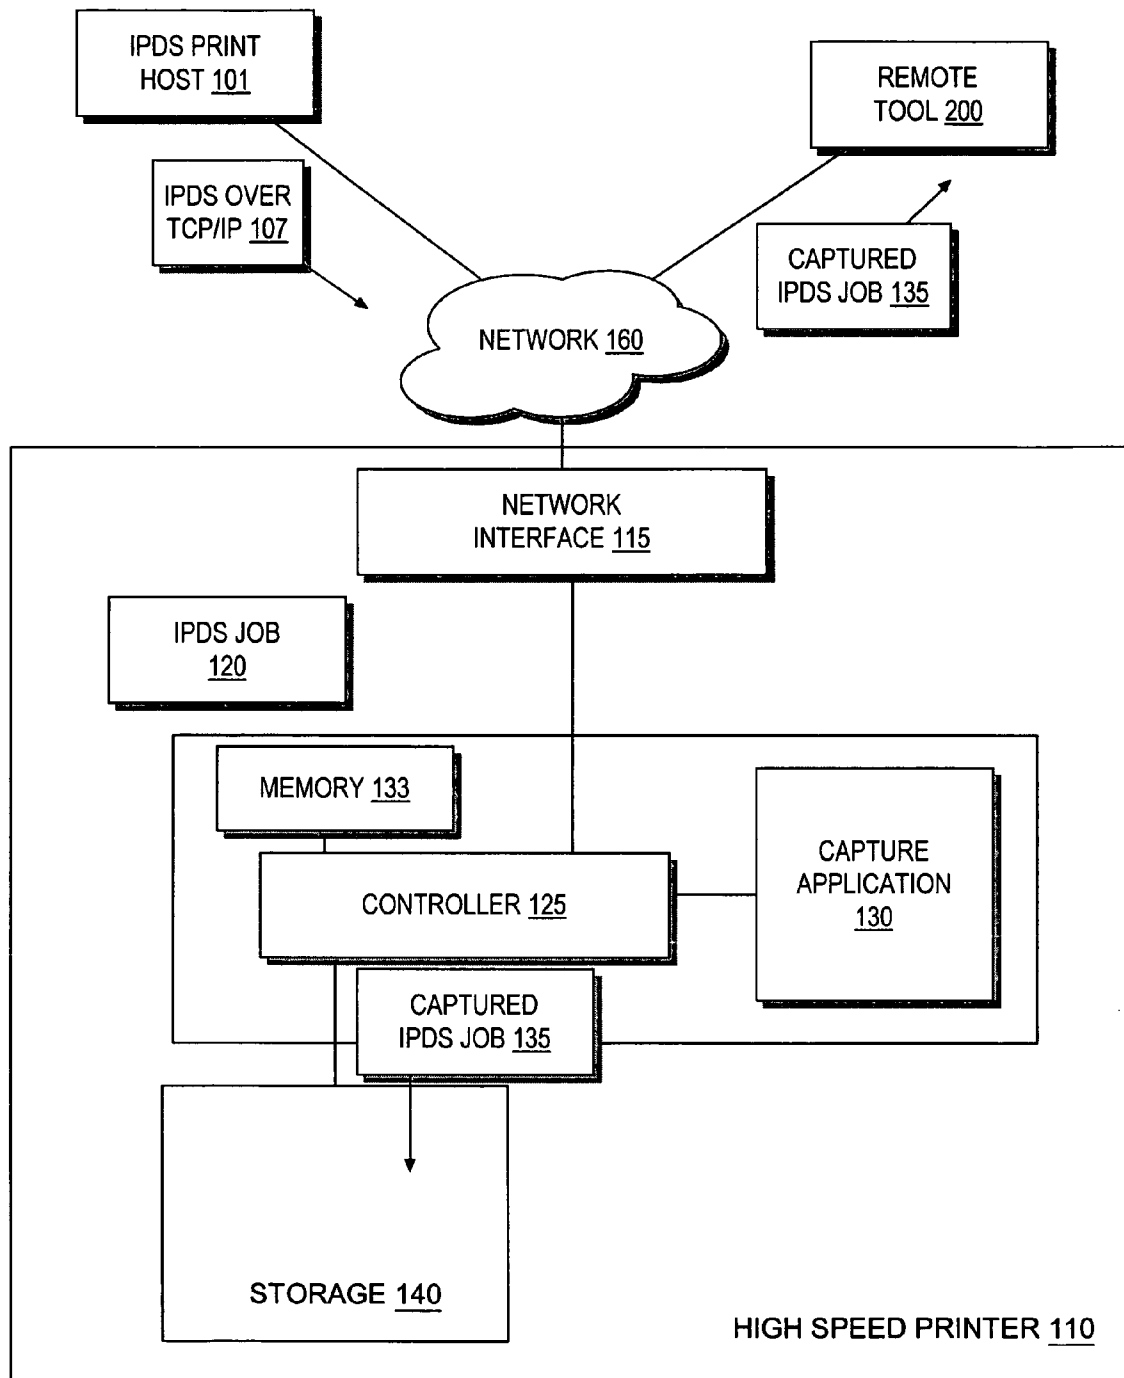 IPDS PRINT
HOST 101
REMOTE
TOOL 200
IPDS OVER
TCP/IP 107
CAPTURED
IPDS JOB 135
NETWORK 160
NETWORK
INTERFACE 115
IPDS JOB
120
MEMORY 133
CAPTURE
APPLICATION
130
CONTROLLER 125
CAPTURED
IPDS JOB 135
STORAGE 140
HIGH SPEED PRINTER 110